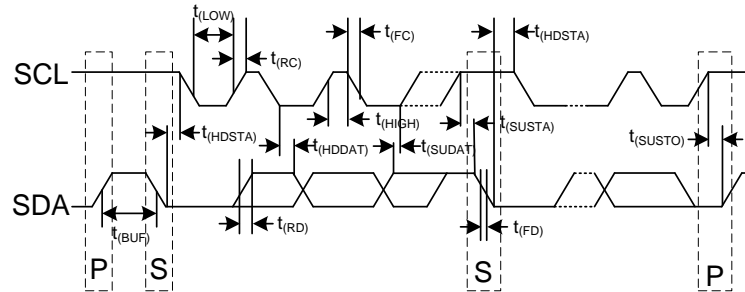 t(LOW)
t(FC)
t(HDSTA)
t(RC)
SCL
t(HIGH)
t(HDSTA)
t(HDDAT)
t(SUDAT)
t(SUSTA)
t(SUSTO)
SDA
t(BUF)
t(RD)
t(FD)
P
S
S
P